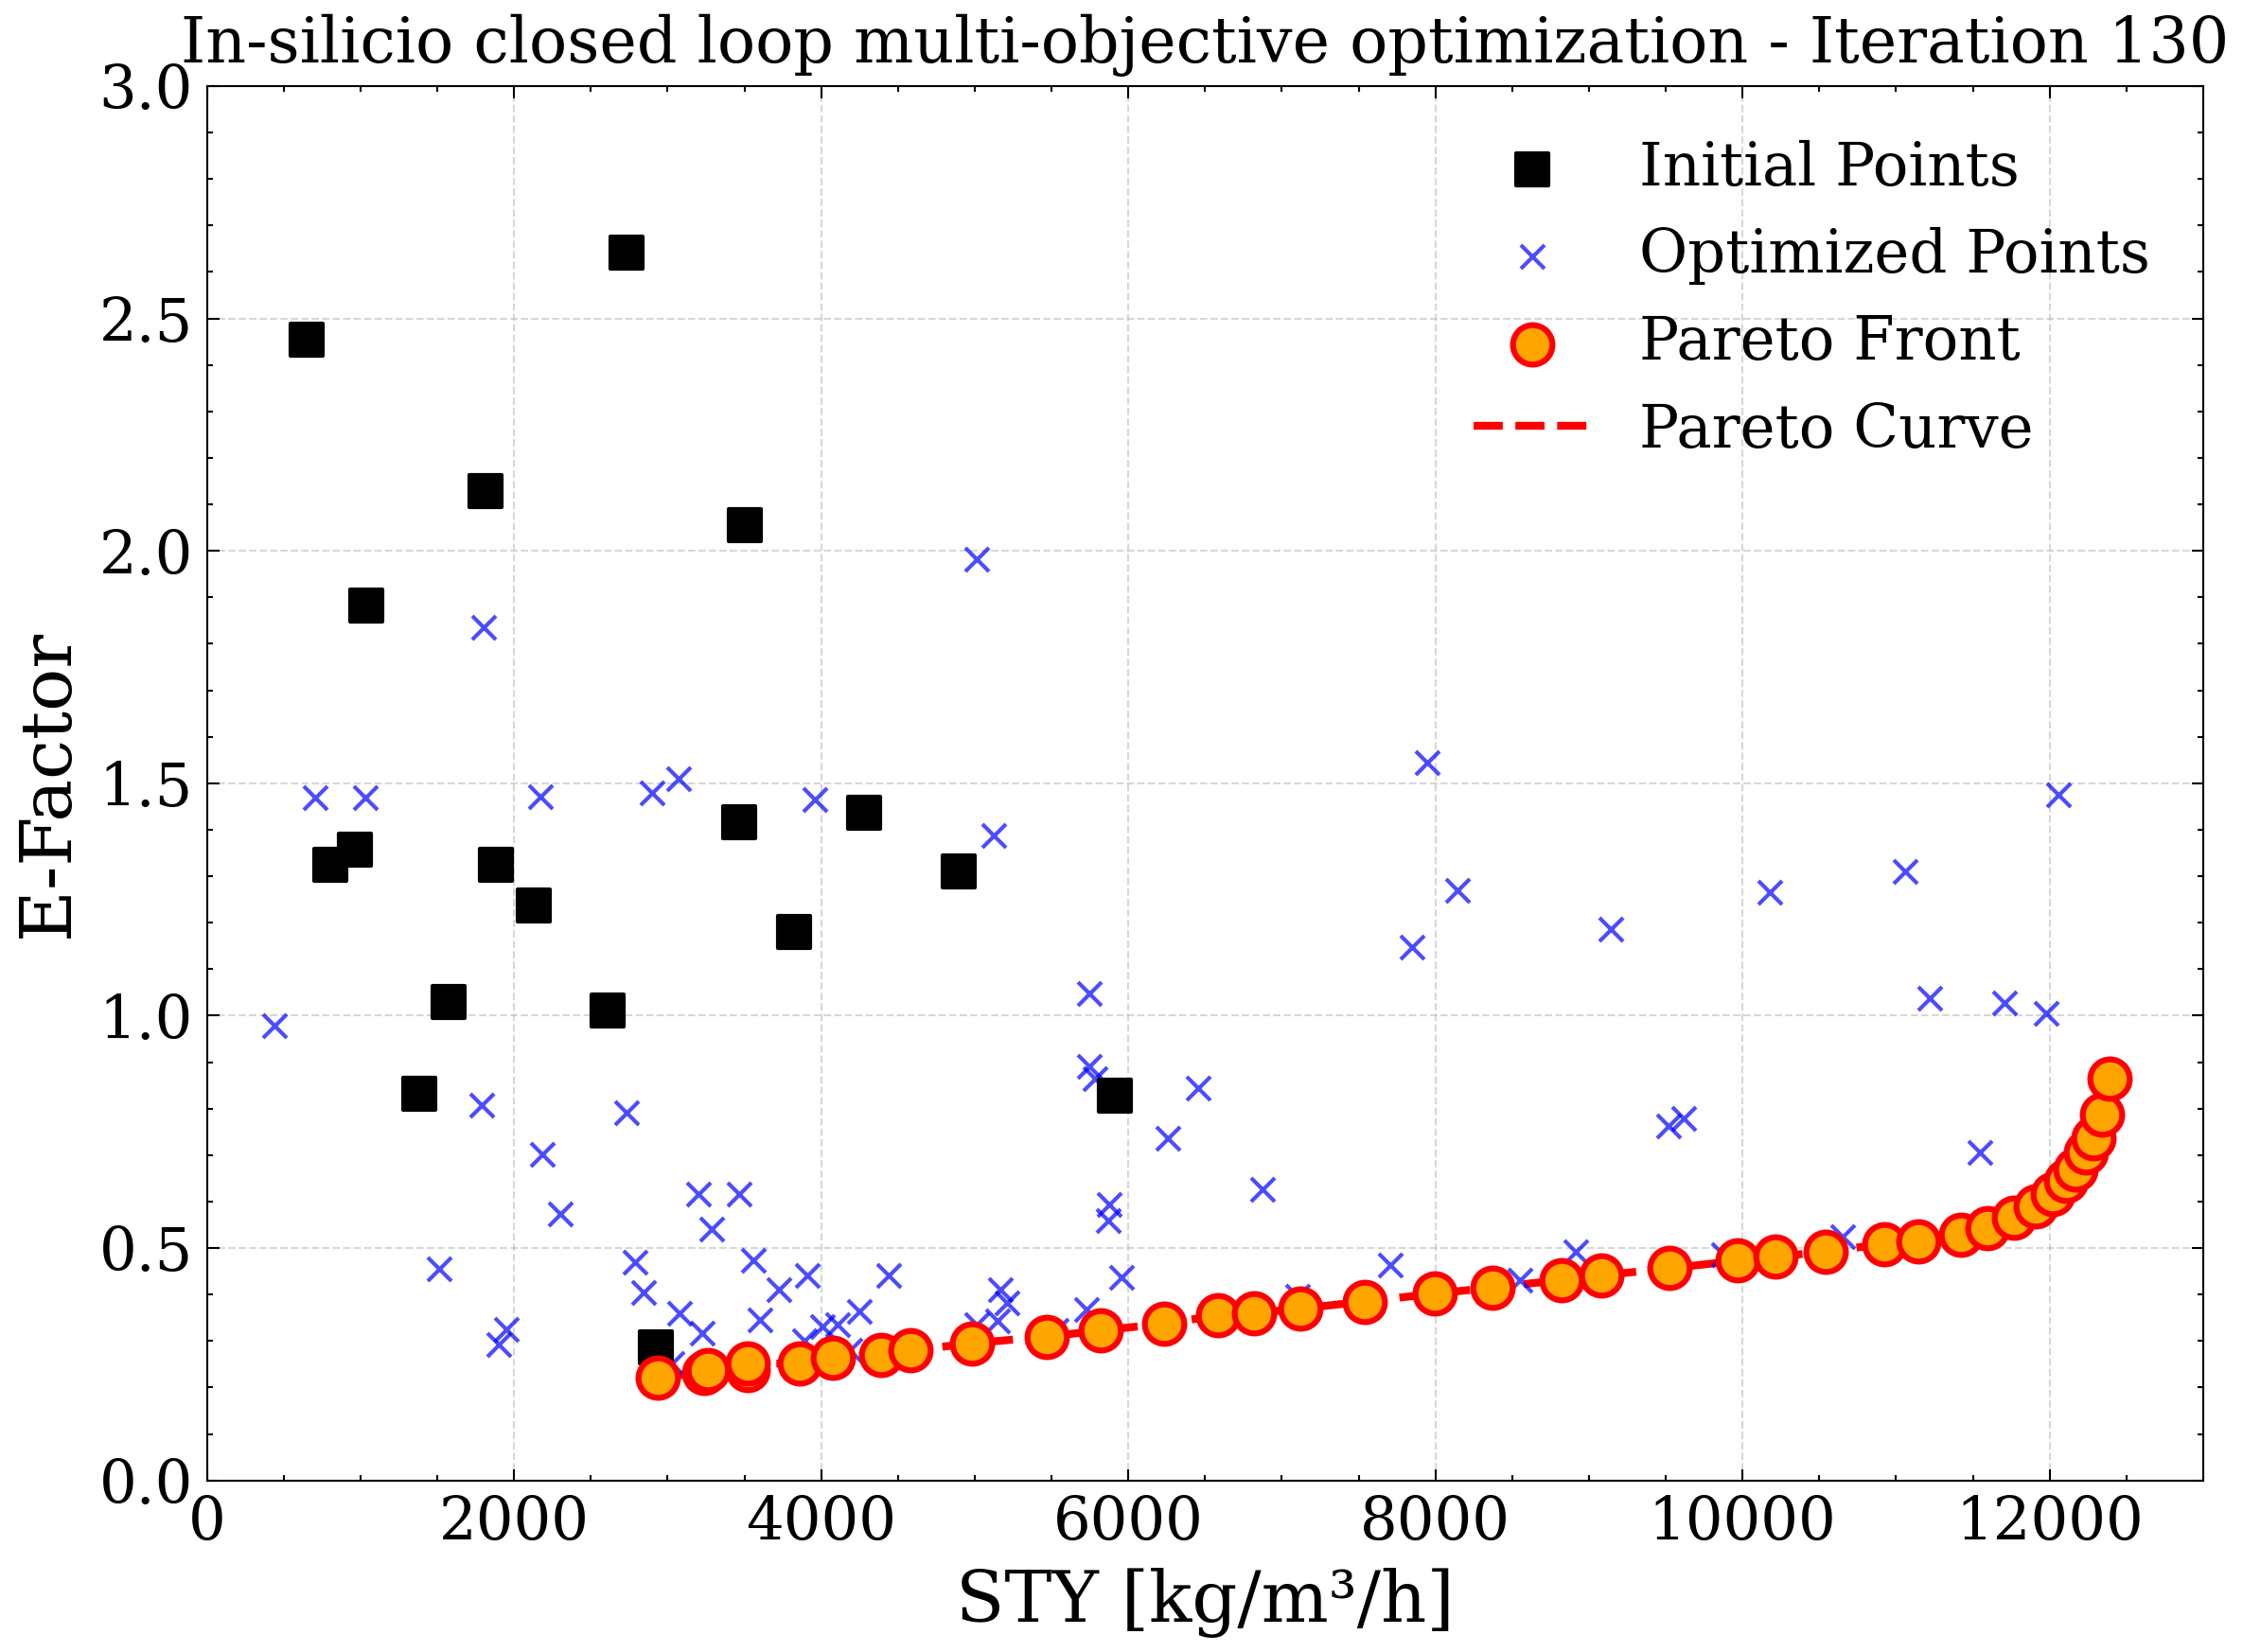 In-silicio closed loop multi-objective optimization - Iteration 130
3.0
2.5
2.0
1.5
1.0
0.5
0.0
E-Factor
Initial Points
Optimized Points
Pareto Front
Pareto Curve
0 2000 4000 6000 8000 10000 12000
STY [kg/m³/h]